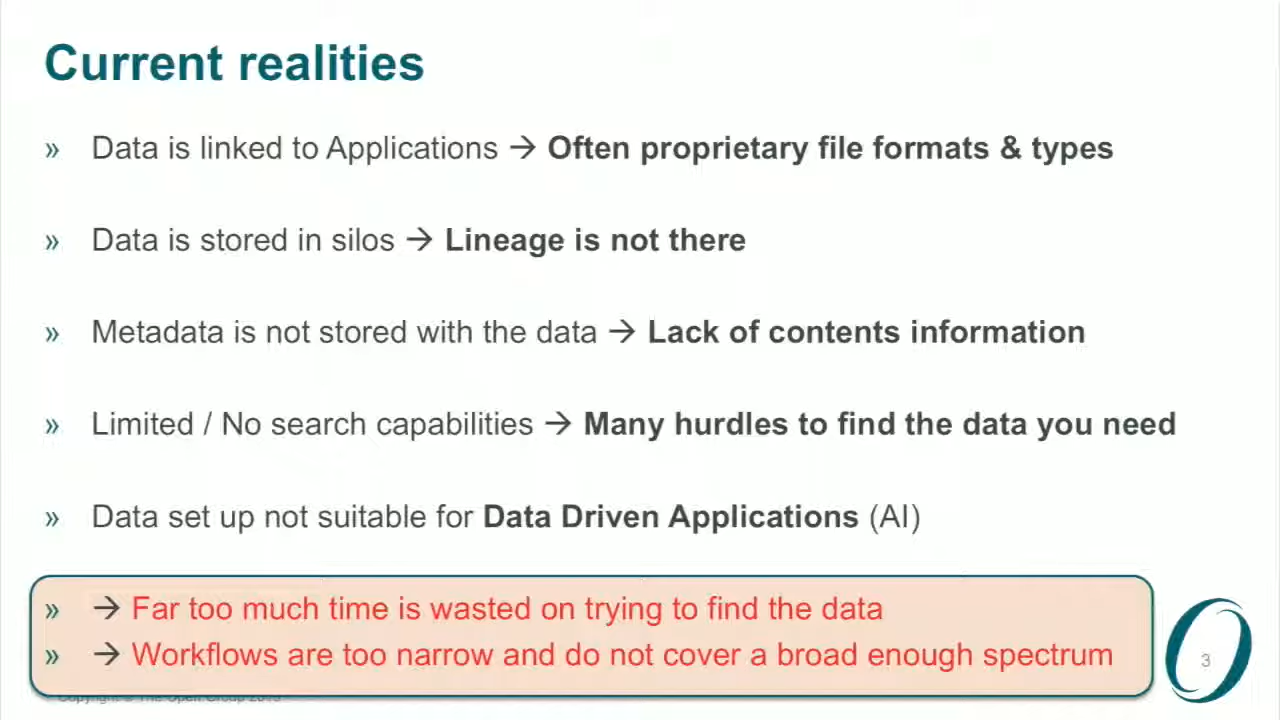 Current realities
» Data is linked to Applications → Often proprietary file formats & types
» Data is stored in silos → Lineage is not there
» Metadata is not stored with the data → Lack of contents information
» Limited / No search capabilities → Many hurdles to find the data you need
» Data set up not suitable for Data Driven Applications (AI)
» → Far too much time is wasted on trying to find the data
» → Workflows are too narrow and do not cover a broad enough spectrum
3
Copyright © The Open Group